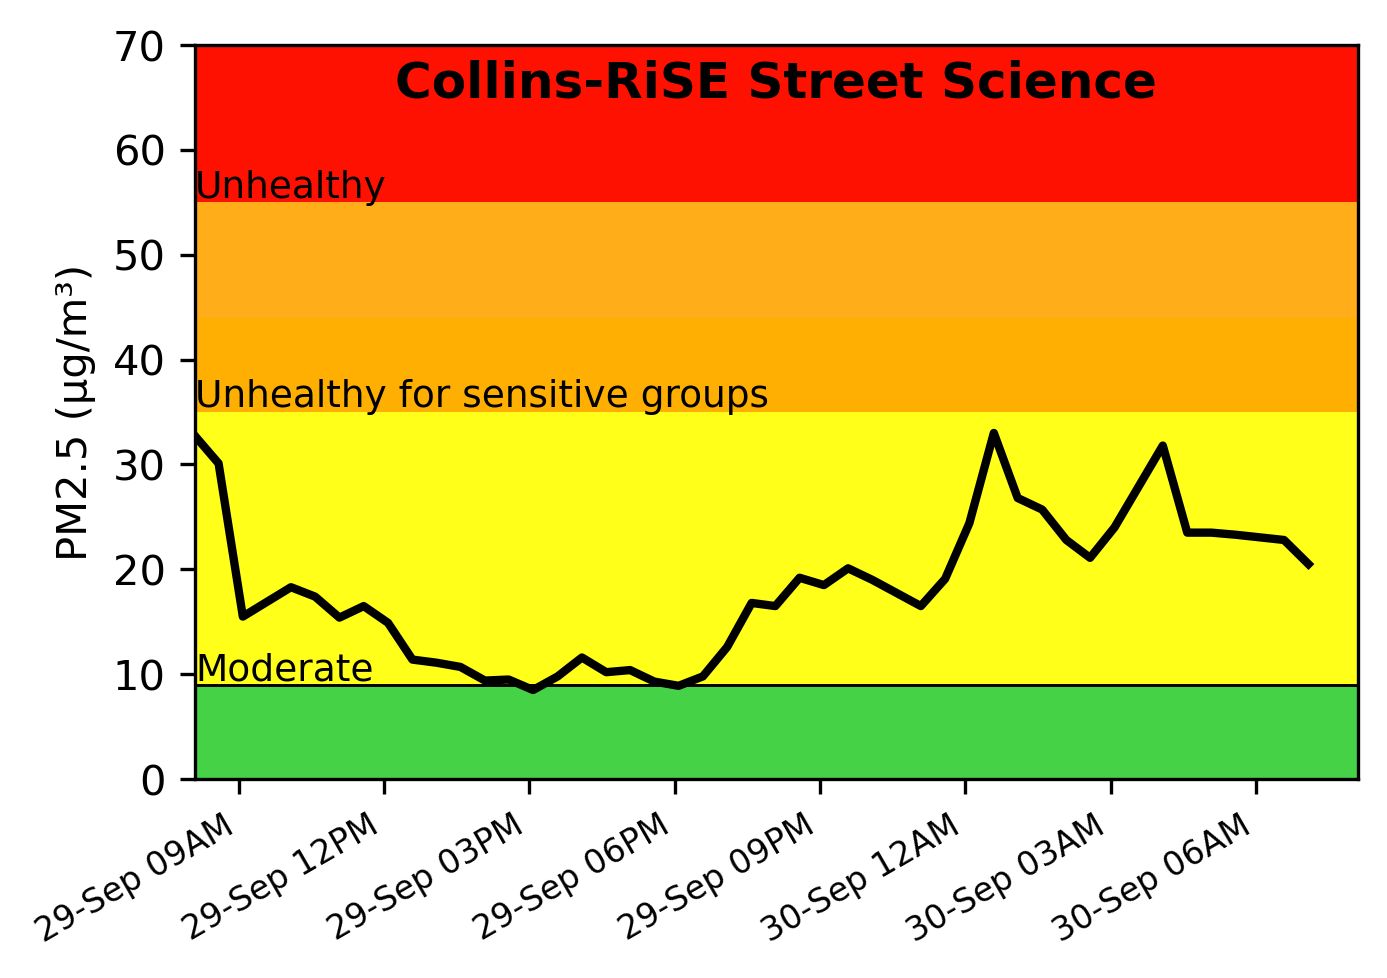 Collins-RiSE Street Science
70
60
Unhealthy
50
40
Unhealthy for sensitive groups
30
20
Moderate
10
0
PM2.5 (µg/m³)
29-Sep 09AM
29-Sep 12PM
29-Sep 03PM
29-Sep 06PM
29-Sep 09PM
30-Sep 12AM
30-Sep 03AM
30-Sep 06AM